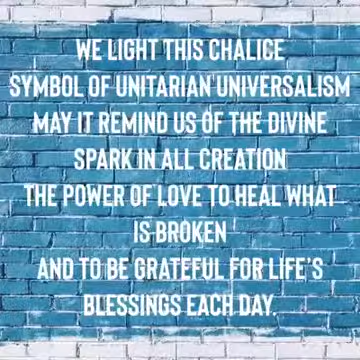 WE LIGHT THIS CHALICE
SYMBOL OF UNITARIAN UNIVERSALISM
MAY IT REMIND US OF THE DIVINE
SPARK IN ALL CREATION
THE POWER OF LOVE TO HEAL WHAT
IS BROKEN
AND TO BE GRATEFUL FOR LIFE'S
BLESSINGS EACH DAY.